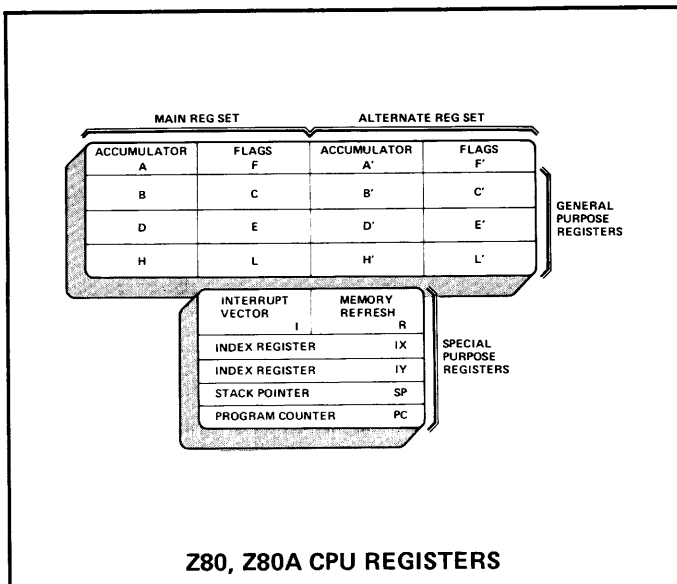 MAIN REG SET ALTERNATE REG SET
ACCUMULATOR A FLAGS F ACCUMULATOR A' FLAGS F'
B C B' C'
D E D' E'
H L H' L'
GENERAL
PURPOSE
REGISTERS
INTERRUPT VECTOR I MEMORY REFRESH R
INDEX REGISTER IX
INDEX REGISTER IY
STACK POINTER SP
PROGRAM COUNTER PC
SPECIAL
PURPOSE
REGISTERS
Z80, Z80A CPU REGISTERS